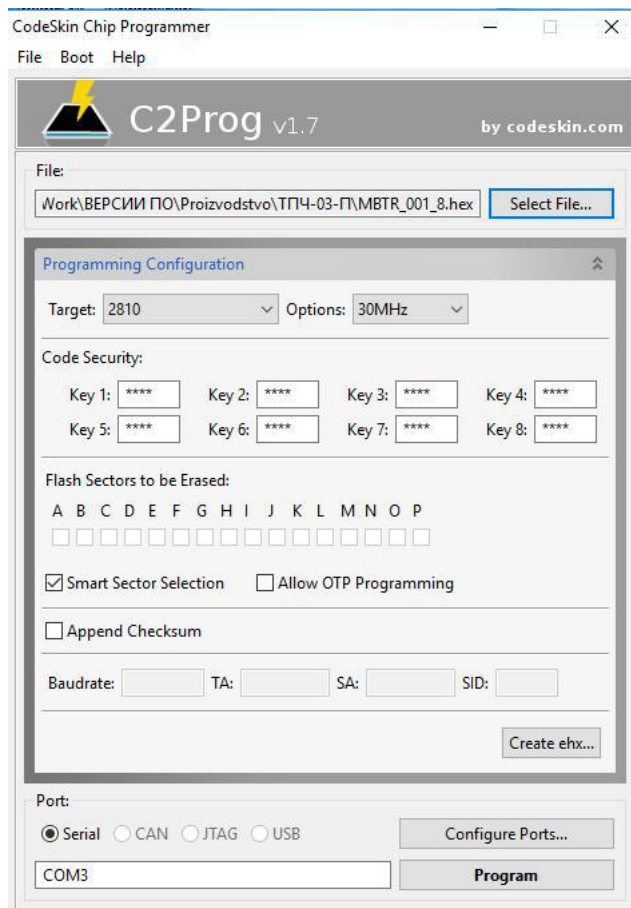 CodeSkin Chip Programmer
File Boot Help
C2Prog v1.7 by codeskin.com
File:
Work\ВЕРСИИ ПО\Proizvodstvo\ТПЧ-03-П\MBTR_001_8.hex Select File...
Programming Configuration
Target: 2810 Options: 30MHz
Code Security:
Key 1: **** Key 2: **** Key 3: **** Key 4: ****
Key 5: **** Key 6: **** Key 7: **** Key 8: ****
Flash Sectors to be Erased:
A B C D E F G H I J K L M N O P
Smart Sector Selection Allow OTP Programming
Append Checksum
Baudrate: TA: SA: SID:
Create ehx...
Port:
Serial CAN JTAG USB Configure Ports...
COM3 Program